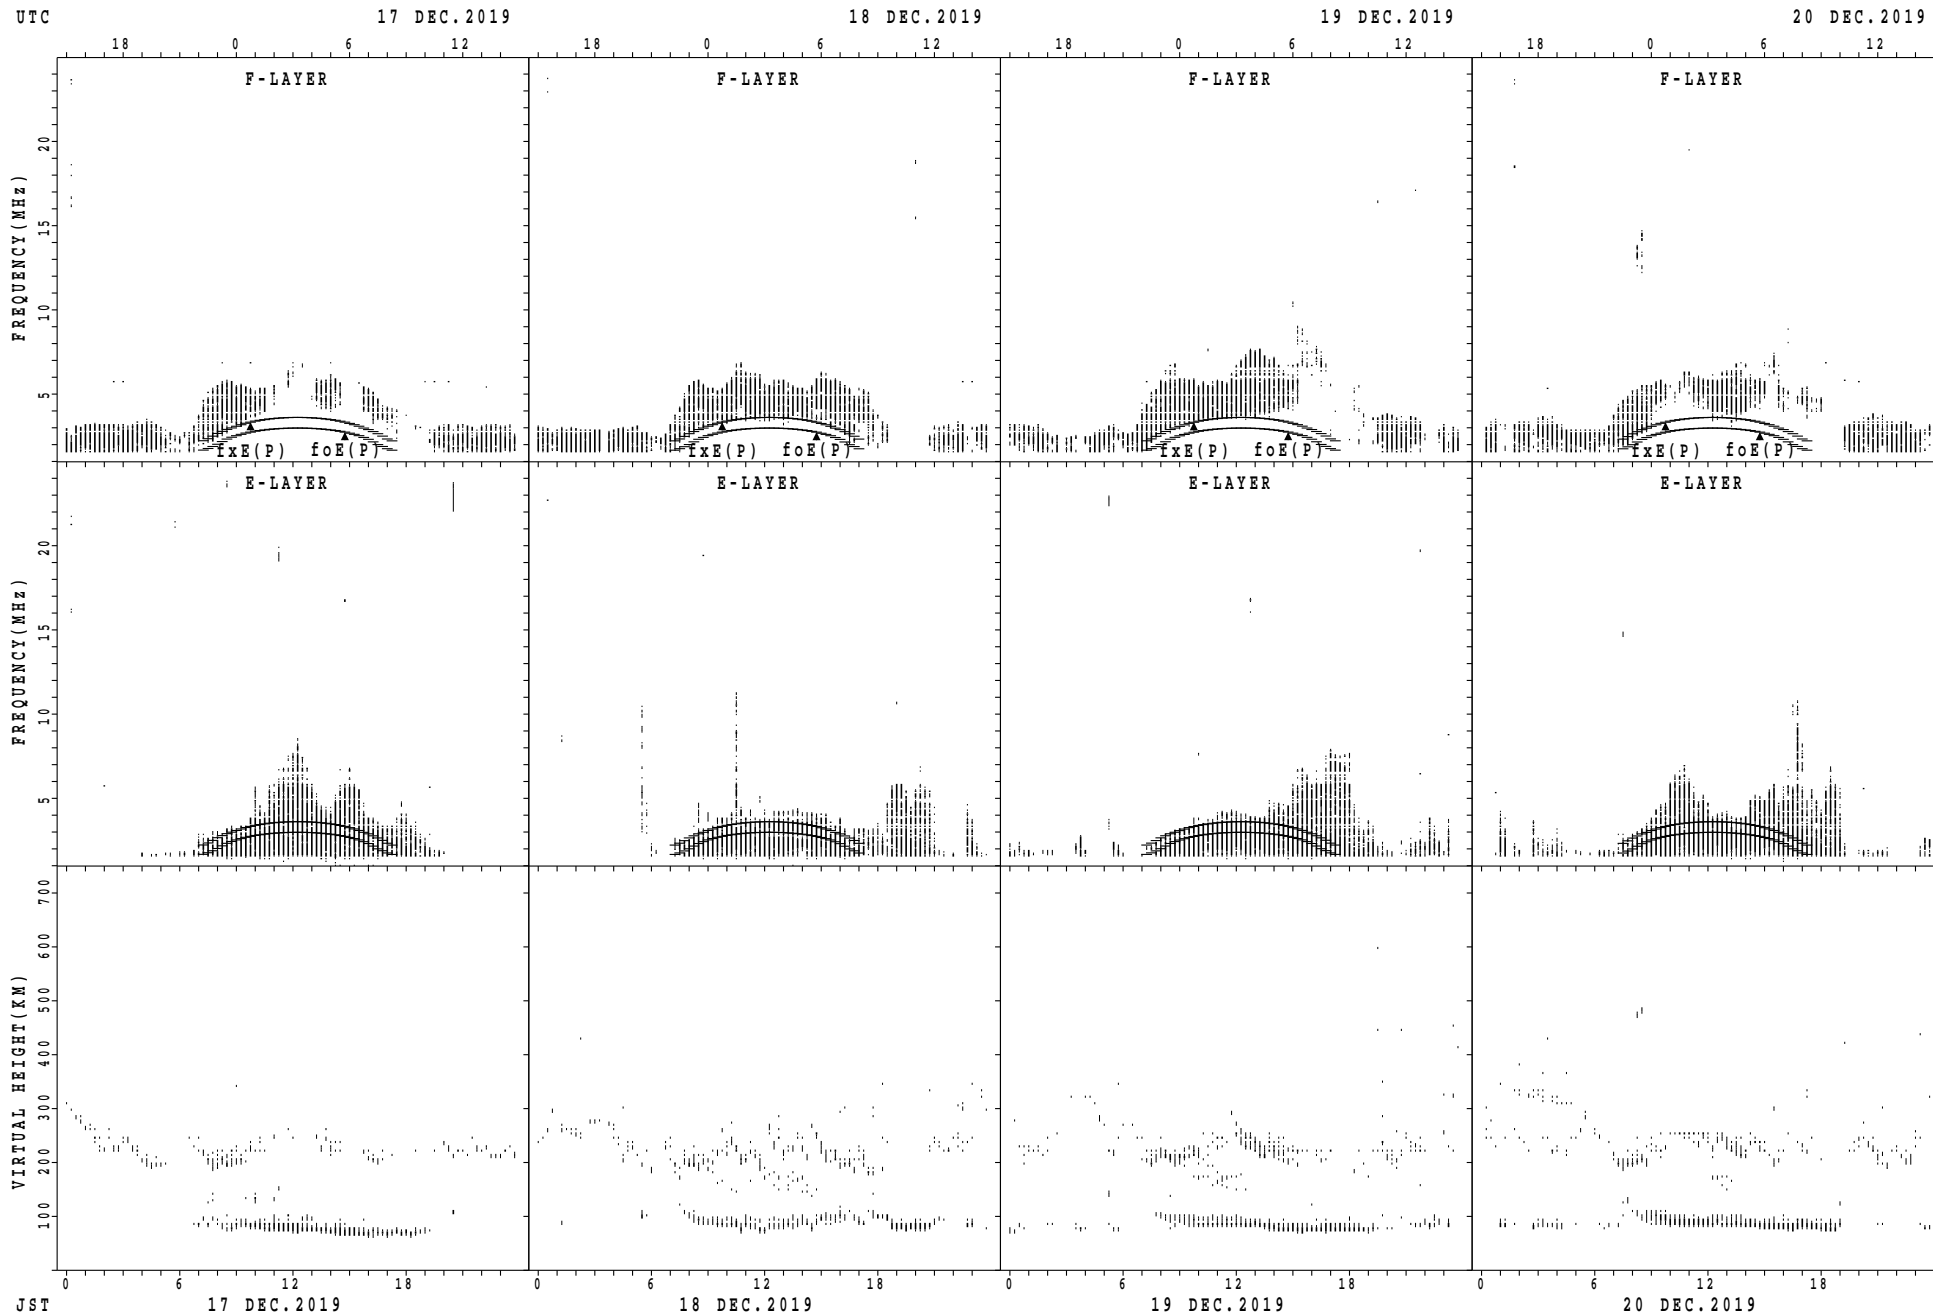 UTC 17 DEC.2019 18 DEC.2019 19 DEC.2019 20 DEC.2019
18 0 6 12 18 0 6 12 18 0 6 12 18 0 6 12
F-LAYER F-LAYER F-LAYER F-LAYER
FREQUENCY(MHz)
20
15
10
5
fxE(P) foE(P) fxE(P) foE(P) fxE(P) foE(P) fxE(P) foE(P)
E-LAYER E-LAYER E-LAYER E-LAYER
FREQUENCY(MHz)
20
15
10
5
VIRTUAL HEIGHT(KM)
700
600
500
400
300
200
100
0 6 12 18 0 6 12 18 0 6 12 18 0 6 12 18
JST 17 DEC.2019 18 DEC.2019 19 DEC.2019 20 DEC.2019